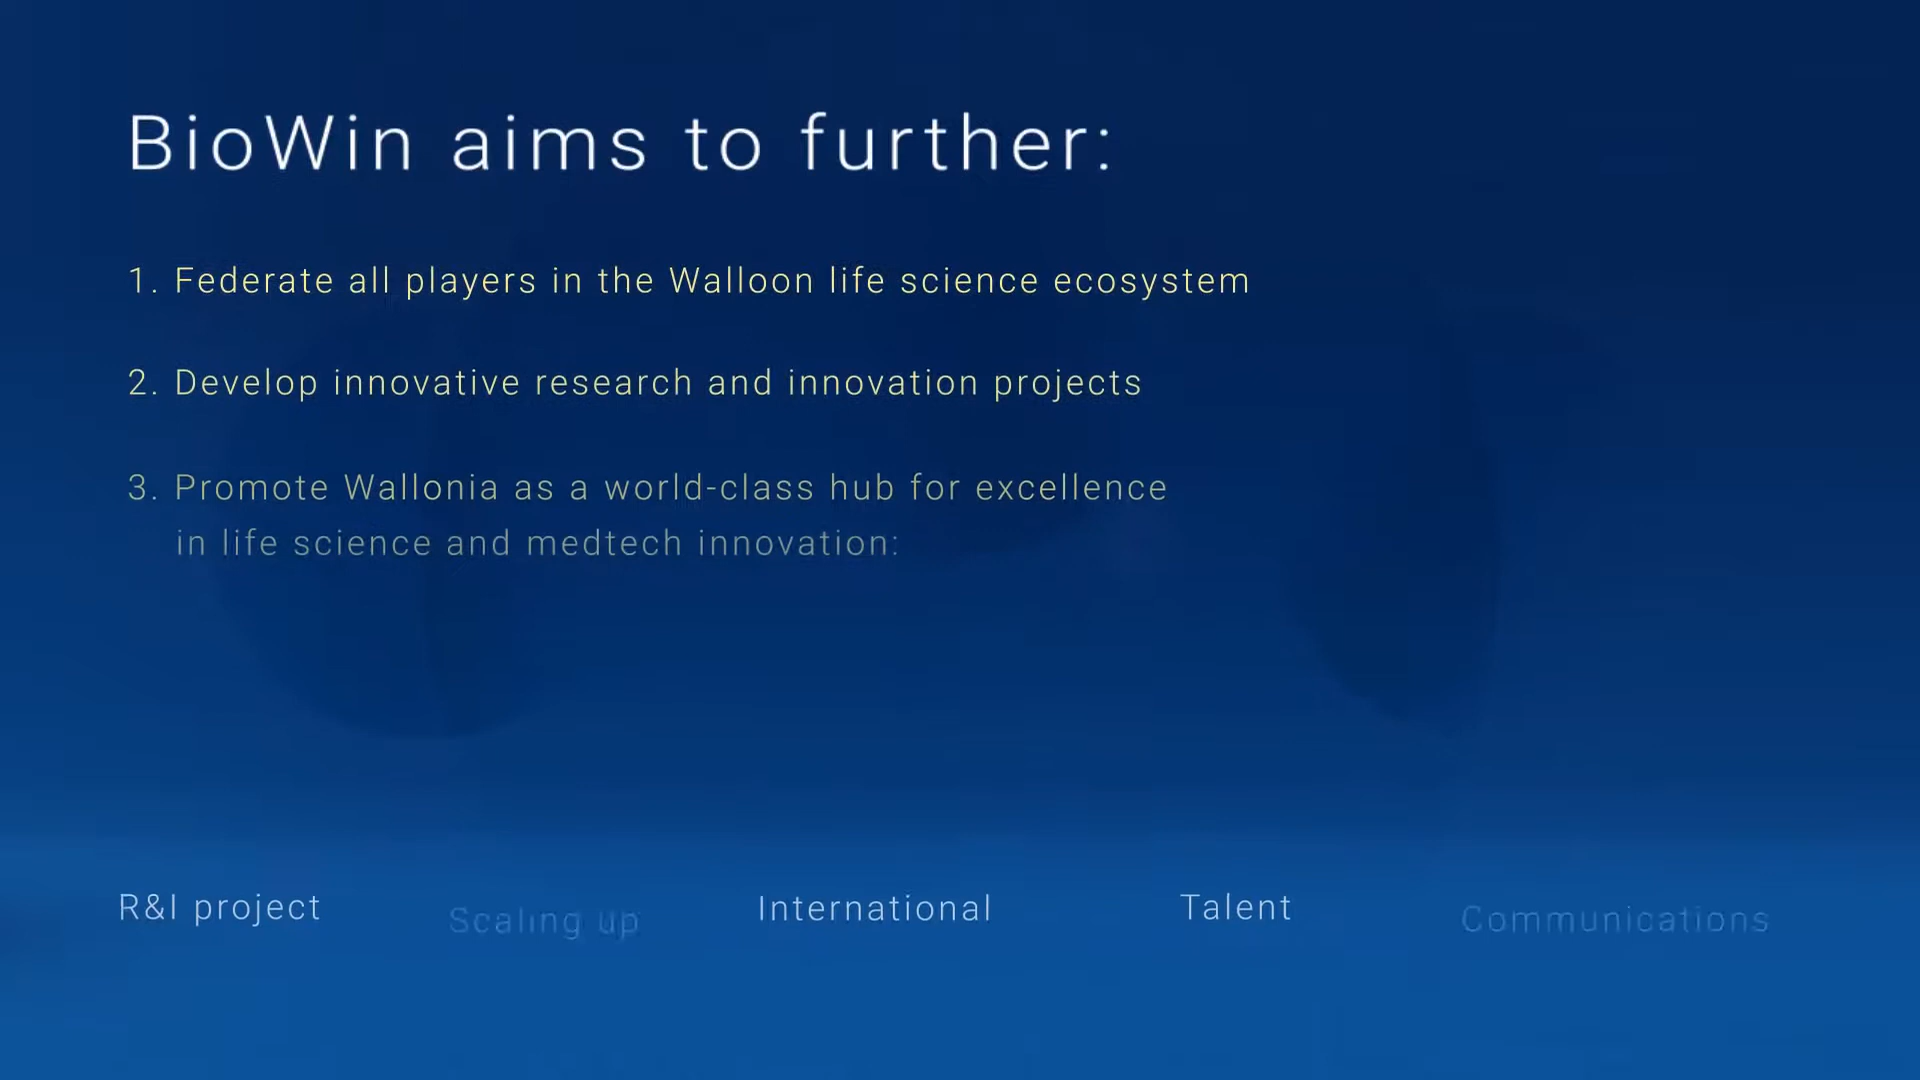 BioWin aims to further:
1. Federate all players in the Walloon life science ecosystem
2. Develop innovative research and innovation projects
3. Promote Wallonia as a world-class hub for excellence
in life science and medtech innovation:
R&I project
Scaling up
International
Talent
Communications